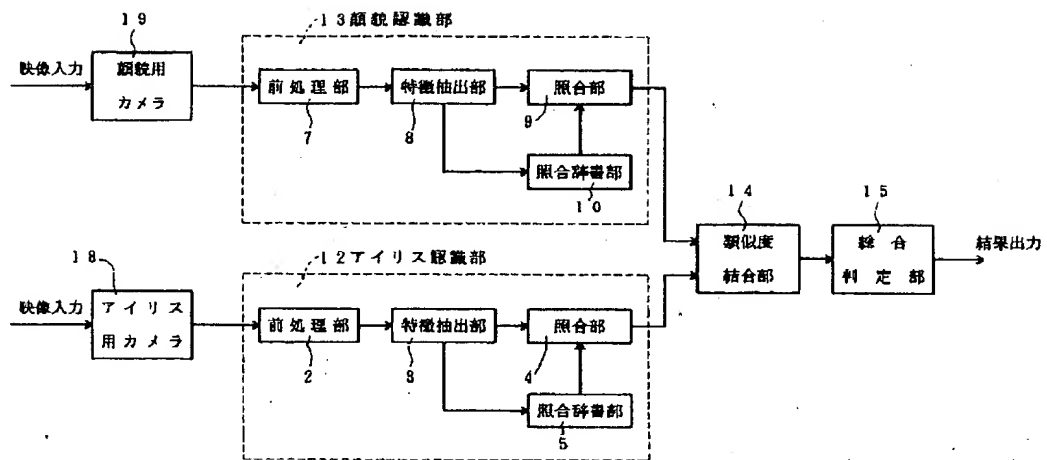 13顔貌認識部
19
映像入力
顔貌用
カメラ
前処理部
7
特徴抽出部
8
照合部
9
照合辞書部
10
14
類似度
結合部
15
総合
判定部
結果出力
12アイリス認識部
18
映像入力
アイリス
用カメラ
前処理部
2
特徴抽出部
3
照合部
4
照合辞書部
5